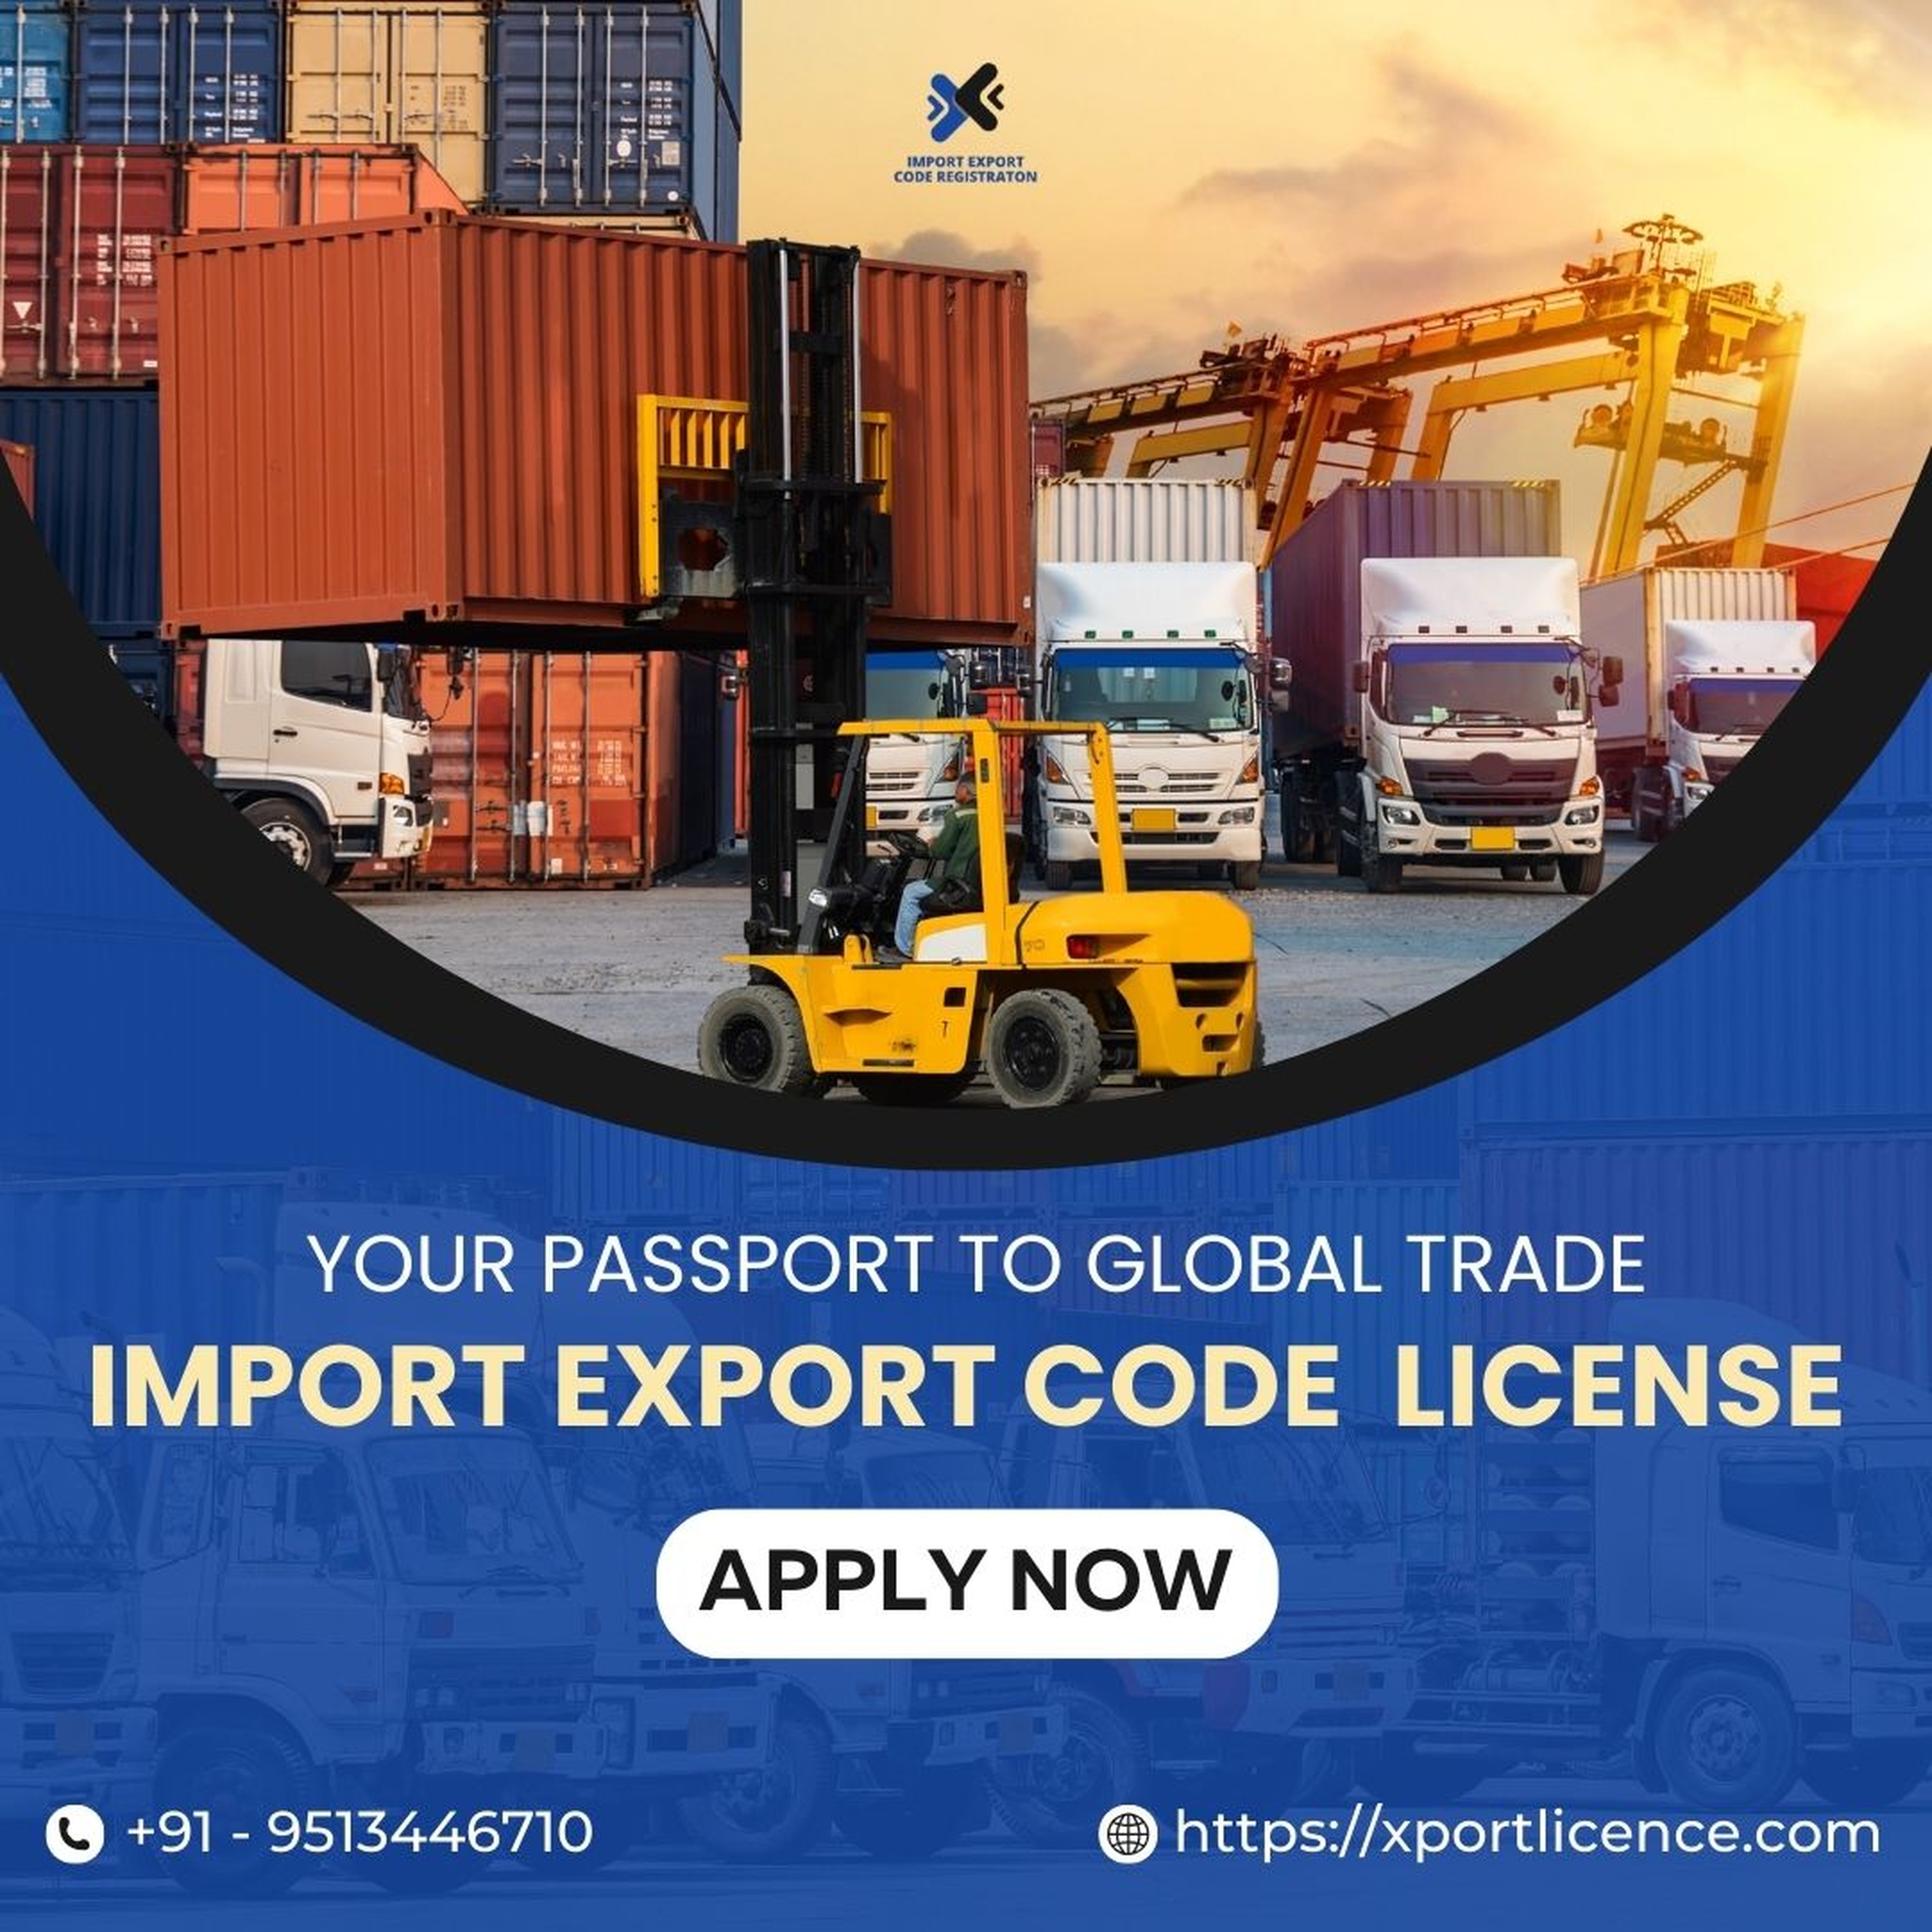 IMPORT EXPORT
CODE REGISTRATON
YOUR PASSPORT TO GLOBAL TRADE
IMPORT EXPORT CODE LICENSE
APPLY NOW
+91 - 9513446710
https://xportlicence.com